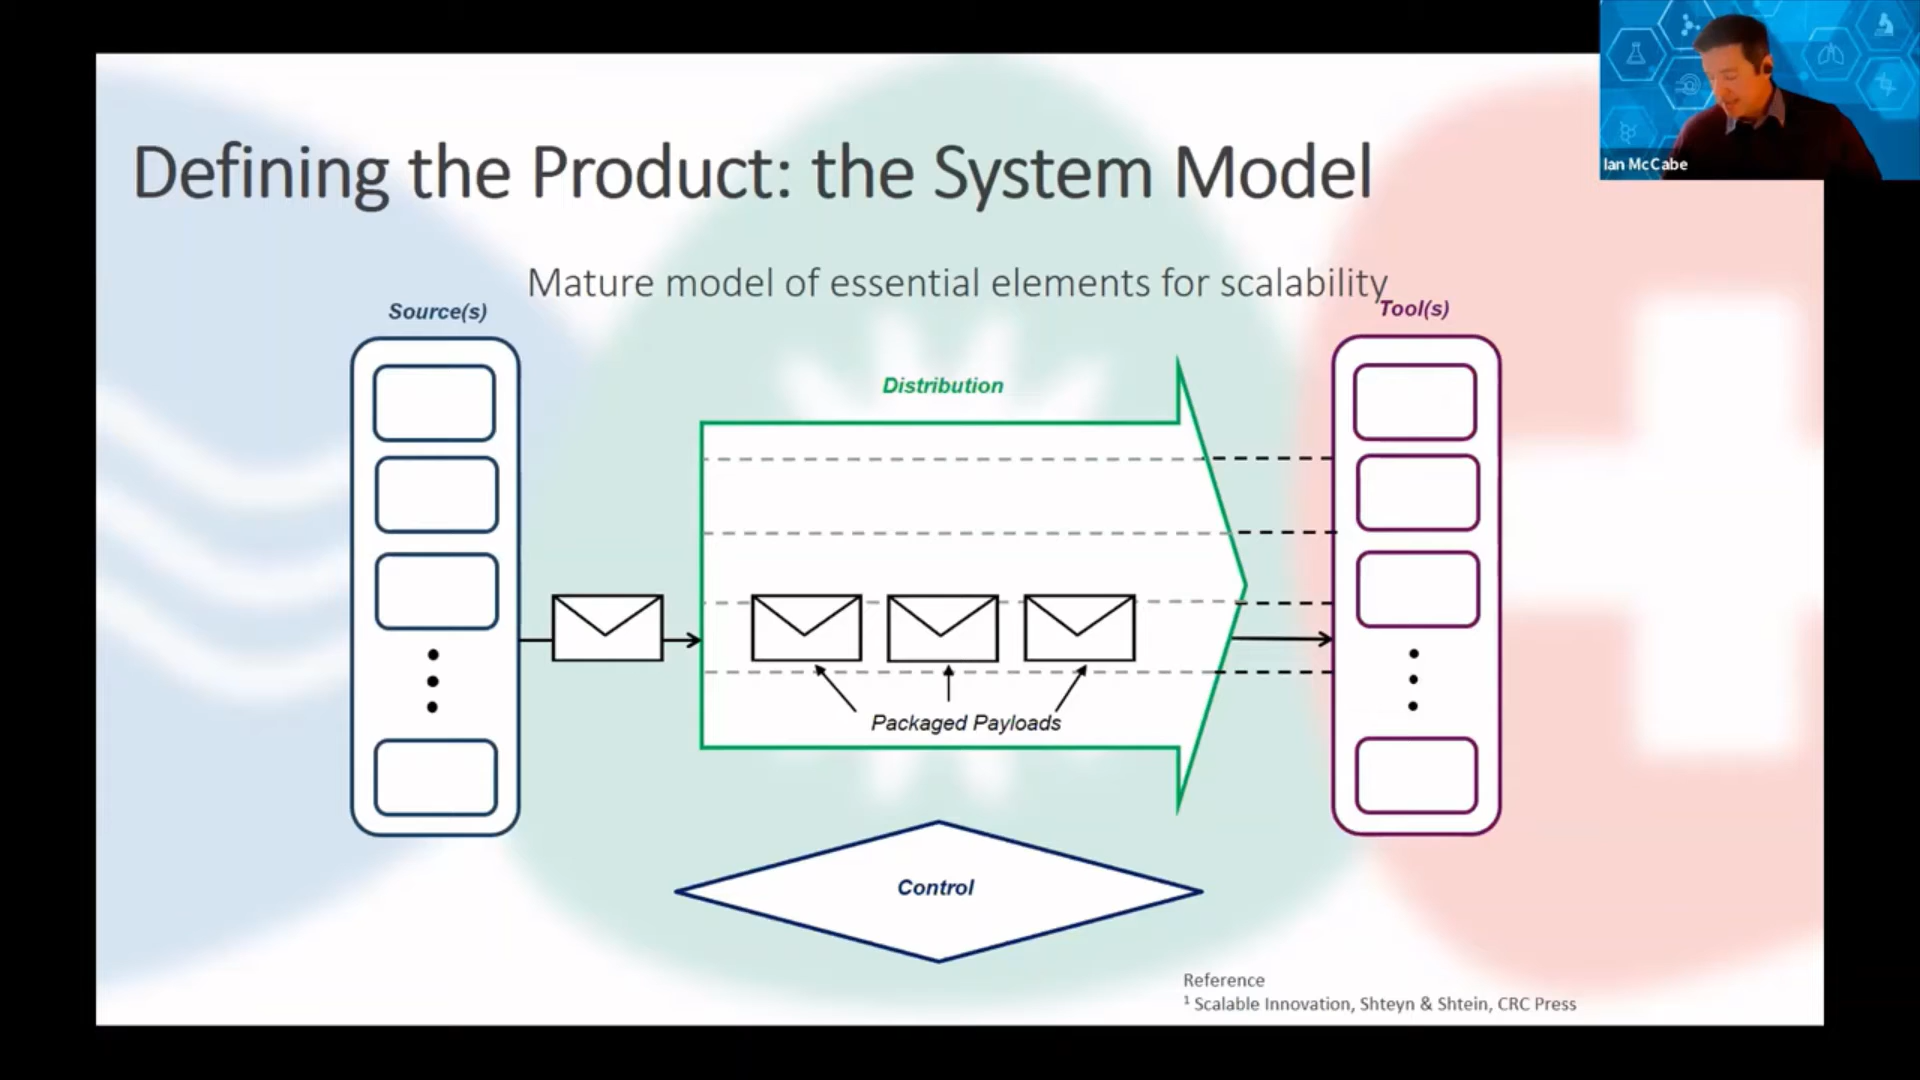 Ian McCabe
Defining the Product: the System Model
Mature model of essential elements for scalability
Source(s)
Tool(s)
Distribution
Packaged Payloads
Control
Reference
¹ Scalable Innovation, Shteyn & Shtein, CRC Press